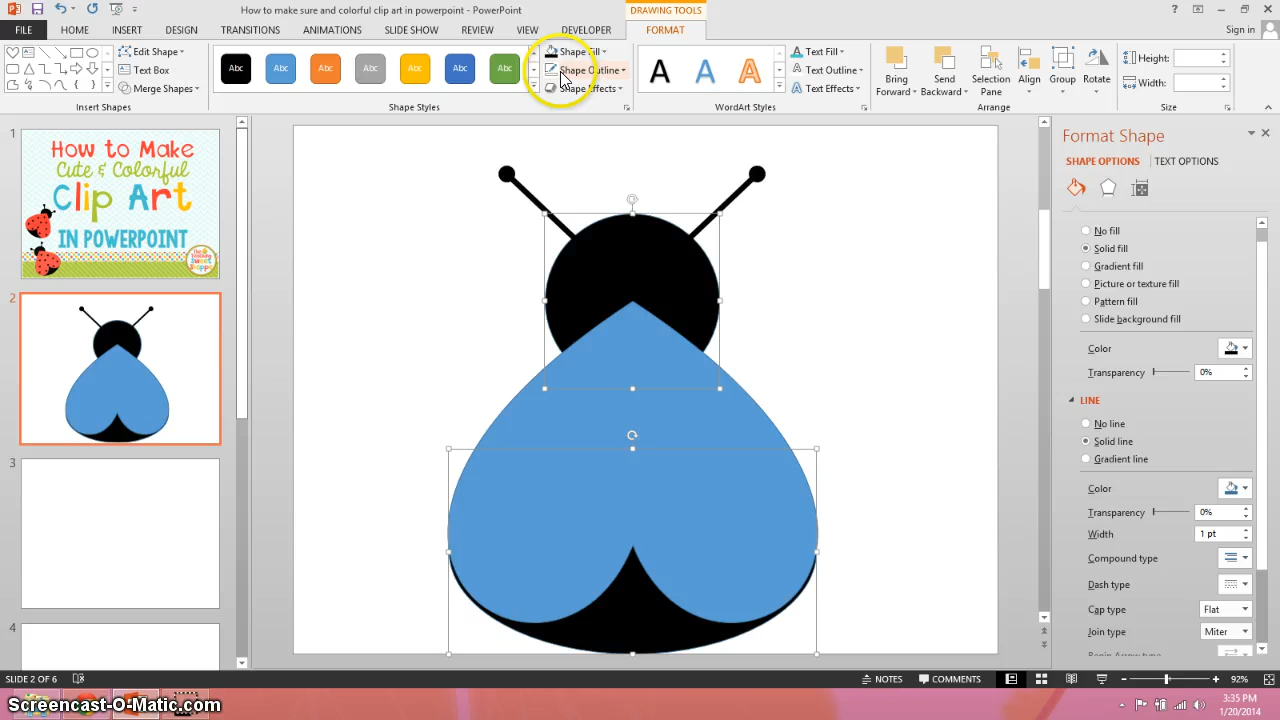 How to make sure and colorful clip art in powerpoint - PowerPoint
DRAWING TOOLS
FILE HOME INSERT DESIGN TRANSITIONS ANIMATIONS SLIDE SHOW REVIEW VIEW DEVELOPER FORMAT
Sign in
Edit Shape
Text Box
Merge Shapes
Insert Shapes
Abc Abc Abc Abc Abc Abc Abc
Shape Styles
Shape Fill
Shape Outline
Shape Effects
A A A
WordArt Styles
Text Fill
Text Outline
Text Effects
Bring Forward
Send Backward
Selection Pane
Align
Group
Rotate
Arrange
Height:
Width:
Size
1
How to Make
Cute & Colorful
Clip Art
IN POWERPOINT
2
3
4
Format Shape
SHAPE OPTIONS TEXT OPTIONS
No fill
Solid fill
Gradient fill
Picture or texture fill
Pattern fill
Slide background fill
Color
Transparency 0%
LINE
No line
Solid line
Gradient line
Color
Transparency 0%
Width 1 pt
Compound type
Dash type
Cap type Flat
Join type Miter
Begin Arrow type
SLIDE 2 OF 6
NOTES COMMENTS 92%
Screencast-O-Matic.com
3:35 PM
1/20/2014